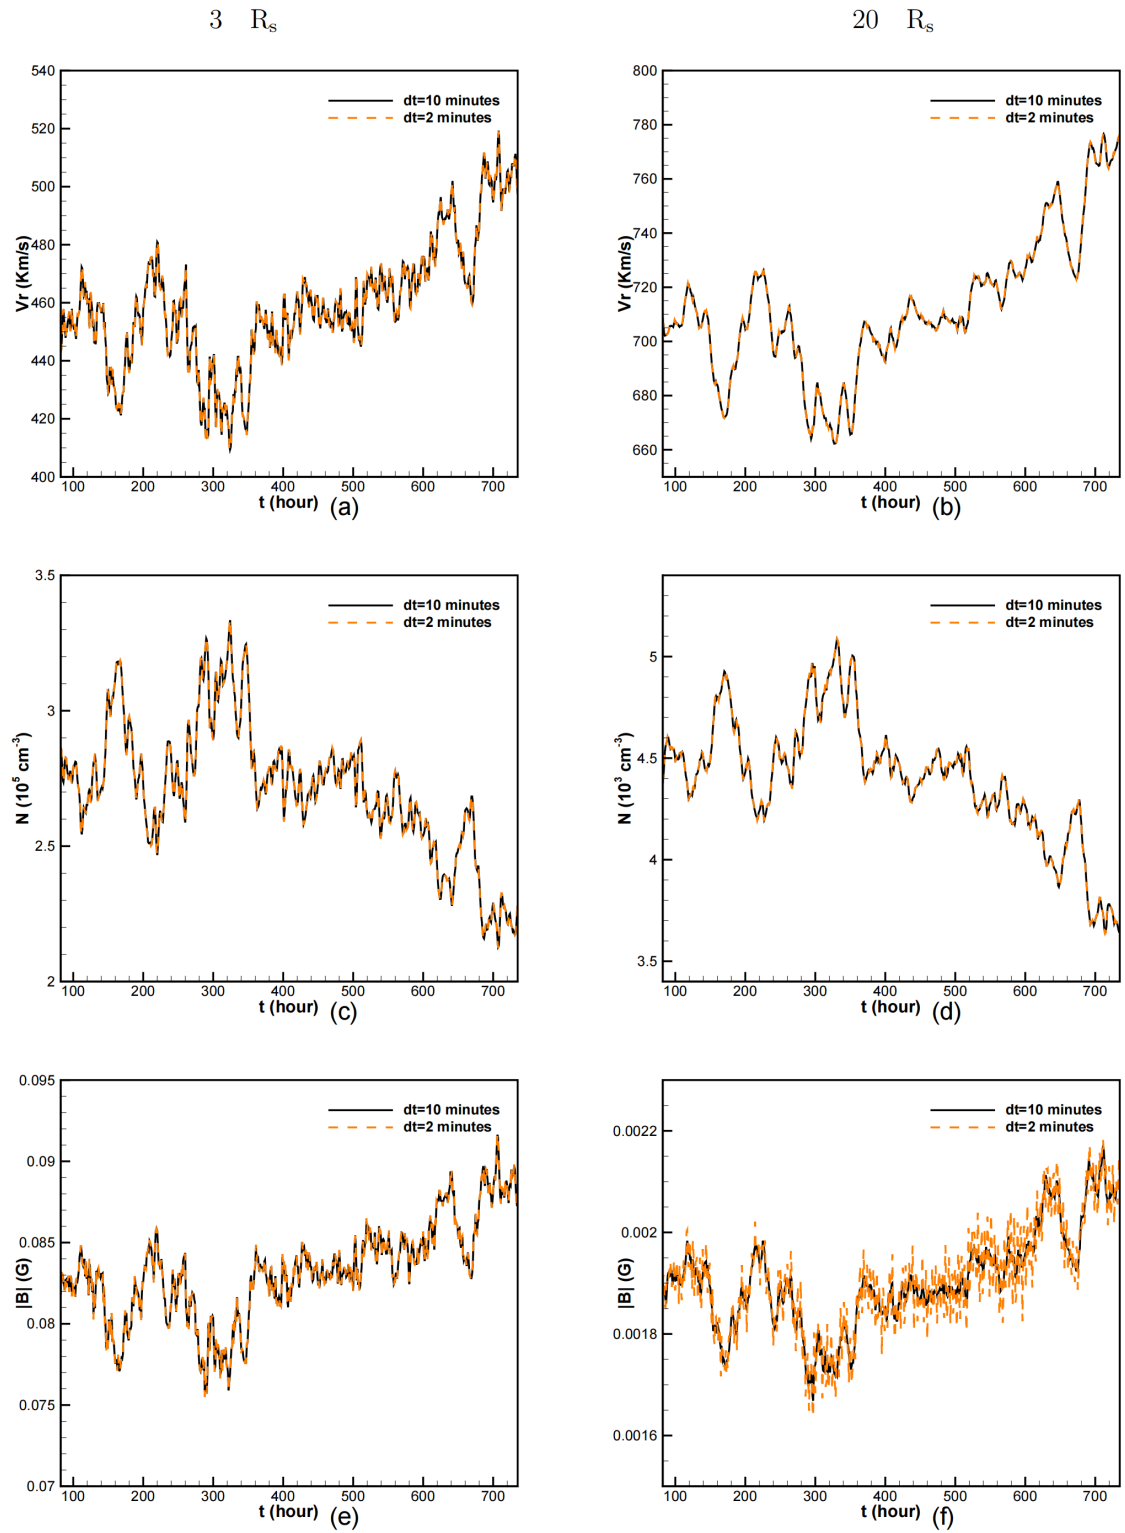 3 Rs 20 Rs
540
520
500
480
460
440
420
400
Vr (Km/s)
dt=10 minutes
dt=2 minutes
100 200 300 400 500 600 700
t (hour) (a)
800
780
760
740
720
700
680
660
Vr (Km/s)
dt=10 minutes
dt=2 minutes
100 200 300 400 500 600 700
t (hour) (b)
3.5
3
2.5
2
N (10⁵ cm⁻³)
dt=10 minutes
dt=2 minutes
100 200 300 400 500 600 700
t (hour) (c)
5
4.5
4
3.5
N (10³ cm⁻³)
dt=10 minutes
dt=2 minutes
100 200 300 400 500 600 700
t (hour) (d)
0.095
0.09
0.085
0.08
0.075
0.07
|B| (G)
dt=10 minutes
dt=2 minutes
100 200 300 400 500 600 700
t (hour) (e)
0.0022
0.002
0.0018
0.0016
|B| (G)
dt=10 minutes
dt=2 minutes
100 200 300 400 500 600 700
t (hour) (f)